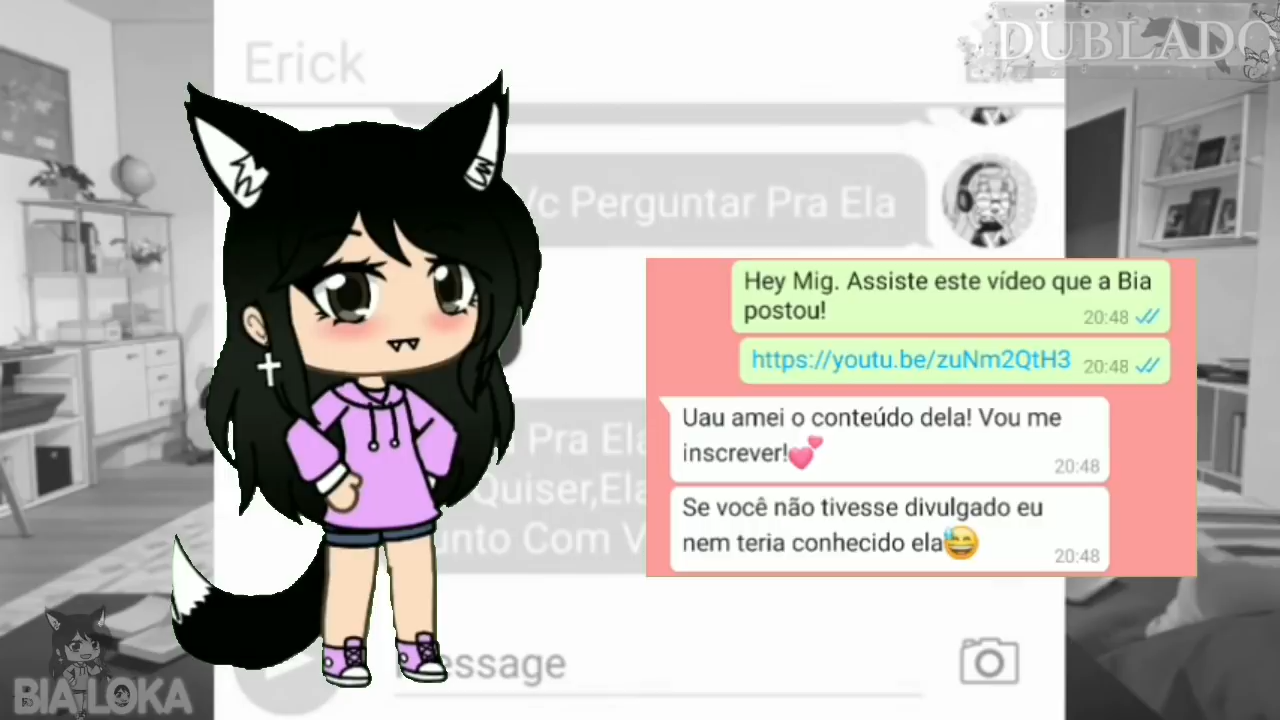 Erick
DUBLADO
Vc Perguntar Pra Ela
Hey Mig. Assiste este vídeo que a Bia
postou!
20:48
https://youtu.be/zuNm2QtH3
20:48
Uau amei o conteúdo dela! Vou me
inscrever!💕
20:48
Se você não tivesse divulgado eu
nem teria conhecido ela😅
20:48
Pra Ela
Quiser,Ela
unto Com V
essage
BIA LOKA